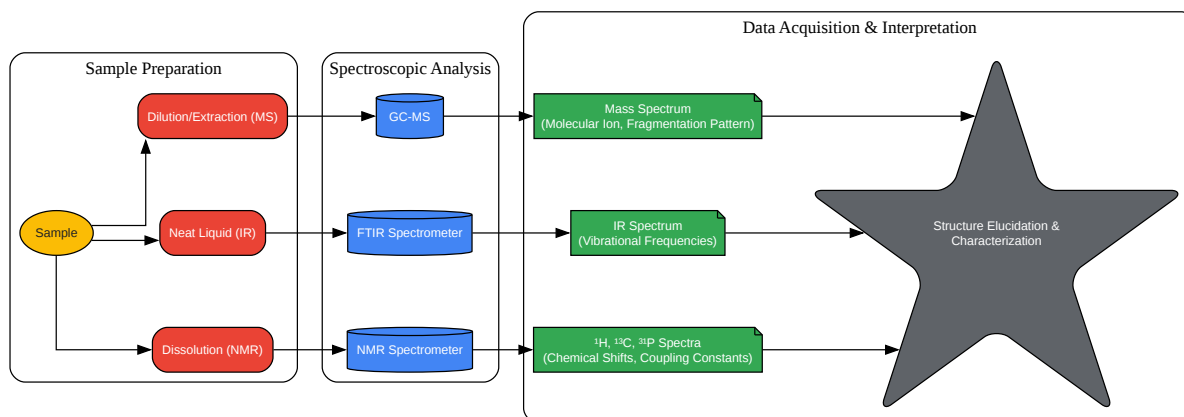 Data Acquisition & Interpretation
Sample Preparation
Spectroscopic Analysis
Dilution/Extraction (MS)
GC-MS
Mass Spectrum
(Molecular Ion, Fragmentation Pattern)
Sample
Neat Liquid (IR)
FTIR Spectrometer
IR Spectrum
(Vibrational Frequencies)
Structure Elucidation &
Characterization
Dissolution (NMR)
NMR Spectrometer
¹H, ¹³C, ³¹P Spectra
(Chemical Shifts, Coupling Constants)